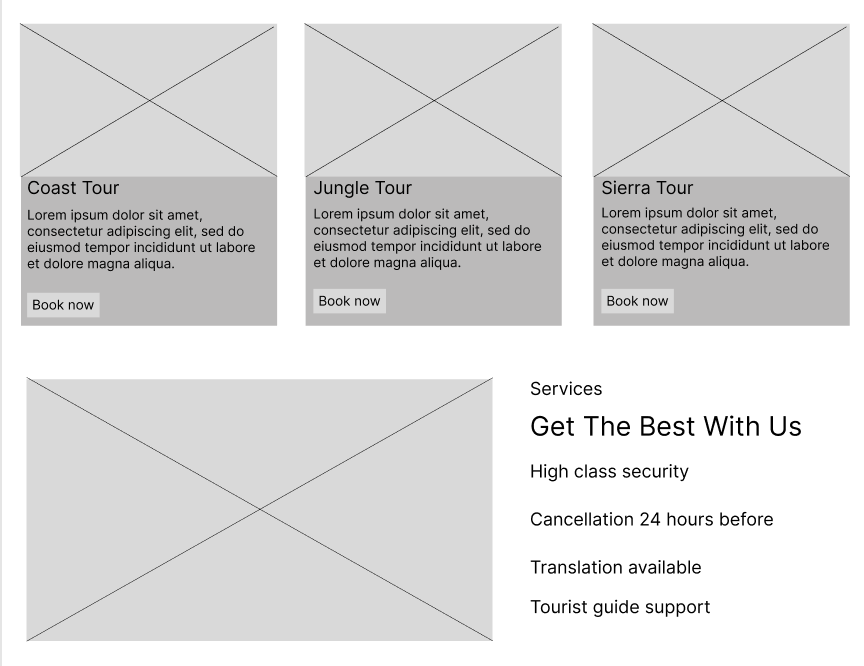 Coast Tour
Lorem ipsum dolor sit amet,
consectetur adipiscing elit, sed do
eiusmod tempor incididunt ut labore
et dolore magna aliqua.
Book now
Jungle Tour
Lorem ipsum dolor sit amet,
consectetur adipiscing elit, sed do
eiusmod tempor incididunt ut labore
et dolore magna aliqua.
Book now
Sierra Tour
Lorem ipsum dolor sit amet,
consectetur adipiscing elit, sed do
eiusmod tempor incididunt ut labore
et dolore magna aliqua.
Book now
Services
Get The Best With Us
High class security
Cancellation 24 hours before
Translation available
Tourist guide support